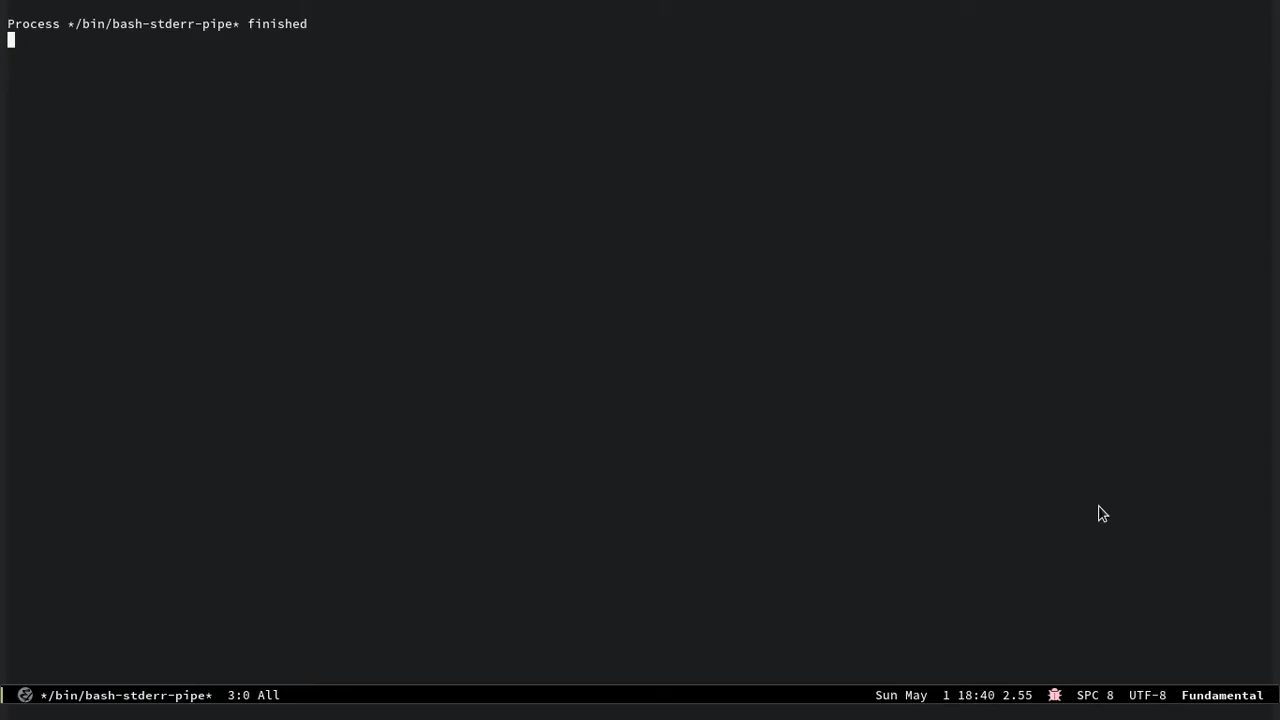 Process */bin/bash-stderr-pipe* finished
*/bin/bash-stderr-pipe* 3:0 All Sun May 1 18:40 2.55 SPC 8 UTF-8 Fundamental